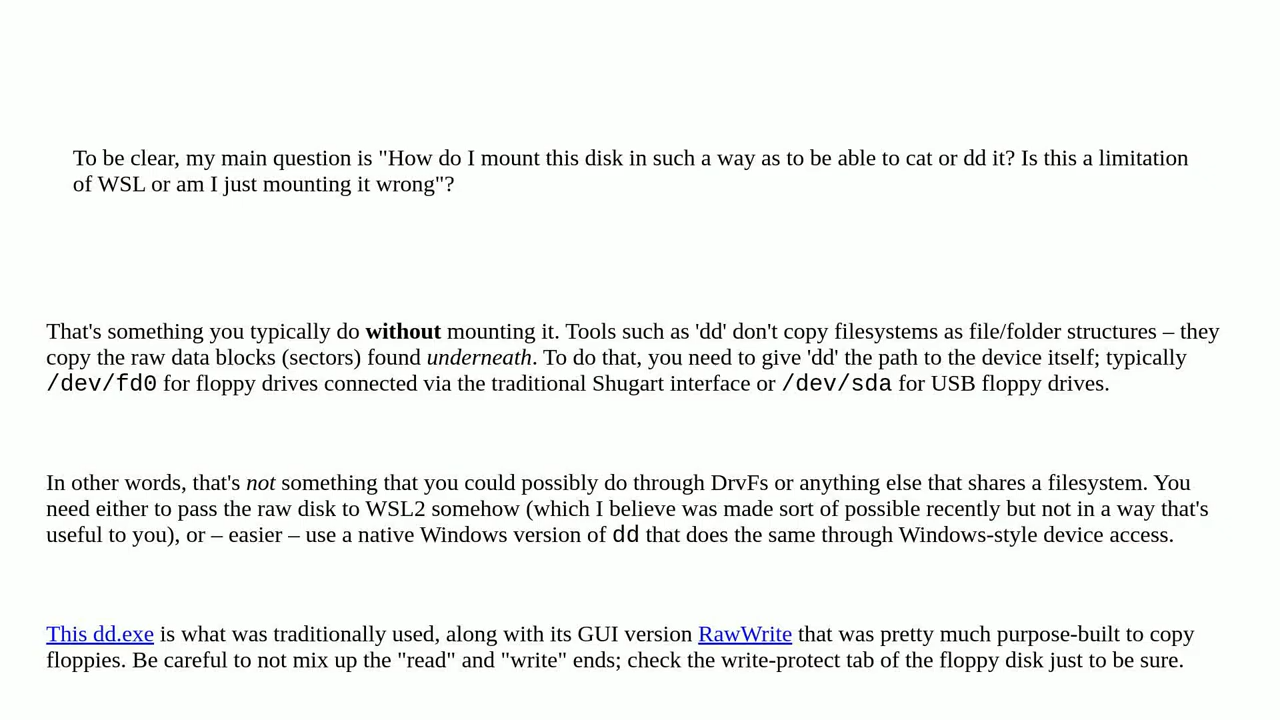 To be clear, my main question is "How do I mount this disk in such a way as to be able to cat or dd it? Is this a limitation
of WSL or am I just mounting it wrong"?
That's something you typically do without mounting it. Tools such as 'dd' don't copy filesystems as file/folder structures – they
copy the raw data blocks (sectors) found underneath. To do that, you need to give 'dd' the path to the device itself; typically
/dev/fd0 for floppy drives connected via the traditional Shugart interface or /dev/sda for USB floppy drives.
In other words, that's not something that you could possibly do through DrvFs or anything else that shares a filesystem. You
need either to pass the raw disk to WSL2 somehow (which I believe was made sort of possible recently but not in a way that's
useful to you), or – easier – use a native Windows version of dd that does the same through Windows-style device access.
This dd.exe is what was traditionally used, along with its GUI version RawWrite that was pretty much purpose-built to copy
floppies. Be careful to not mix up the "read" and "write" ends; check the write-protect tab of the floppy disk just to be sure.